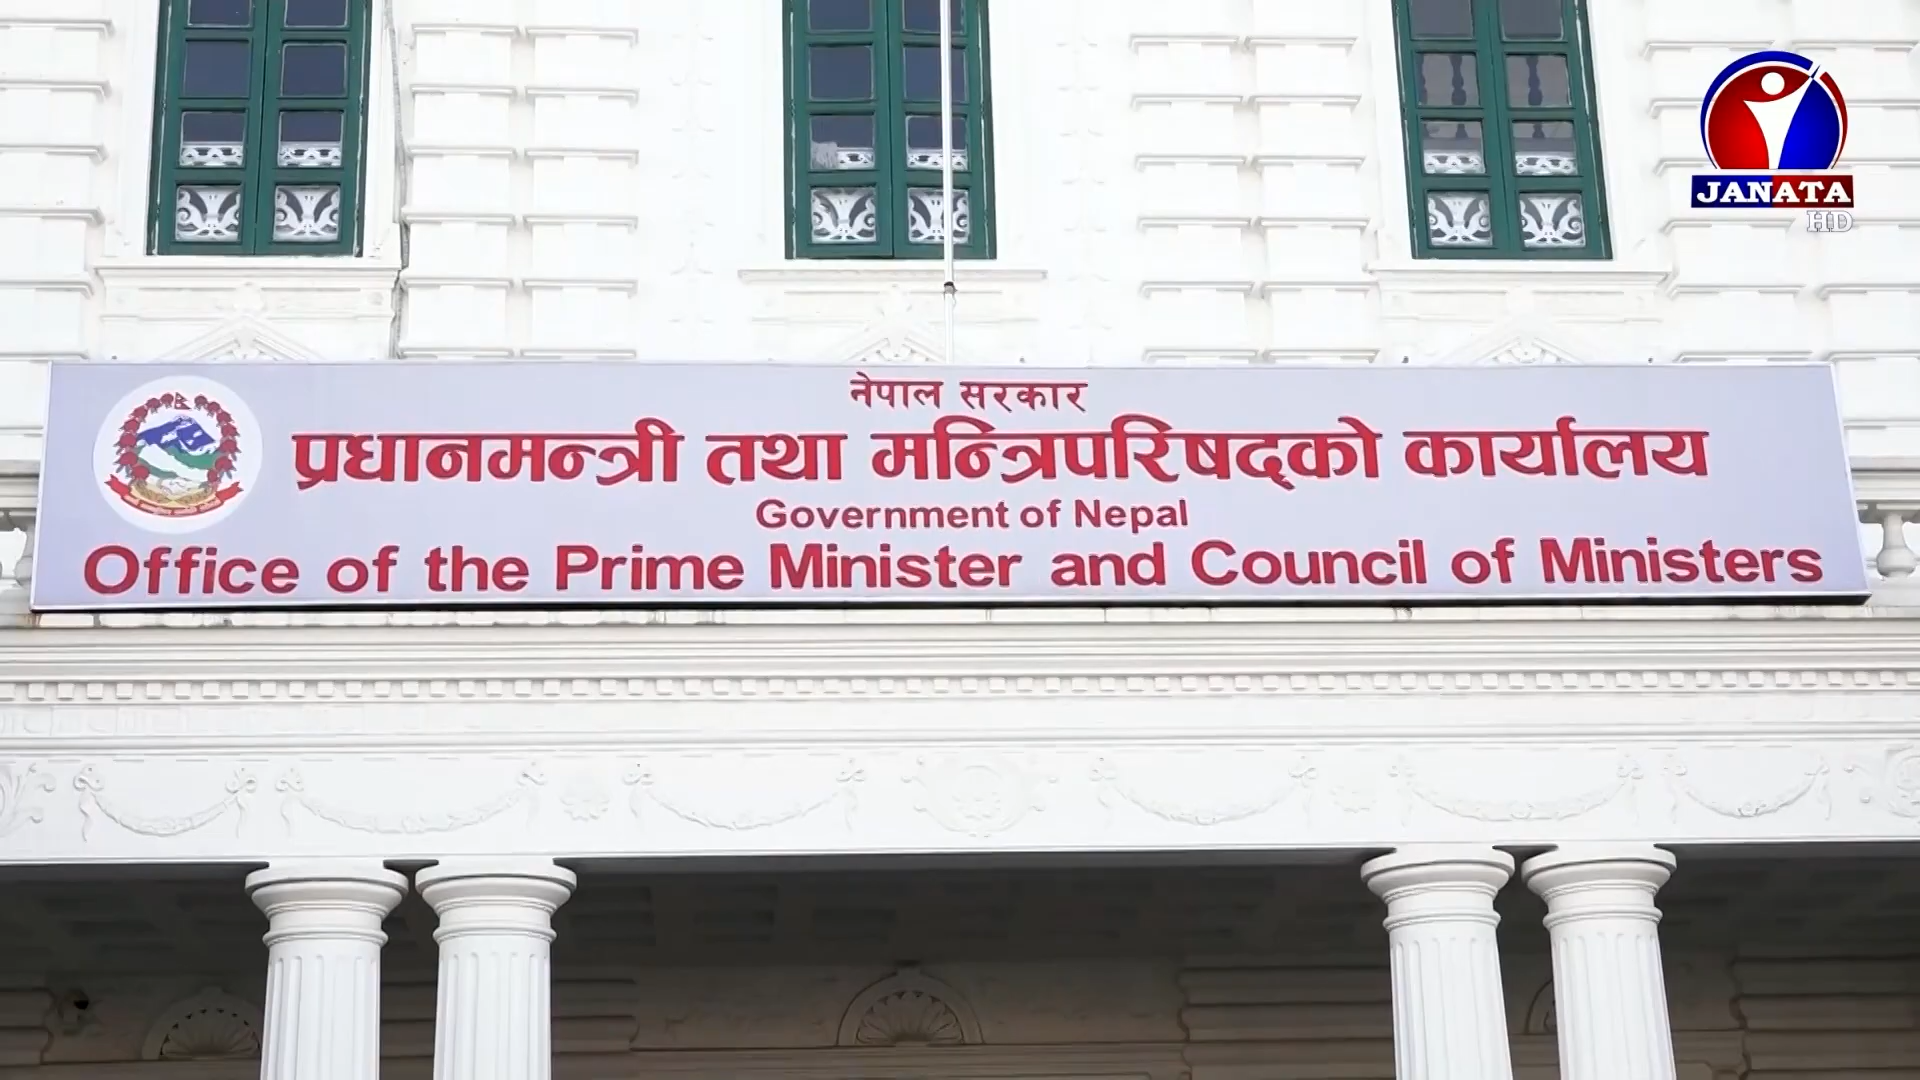 JANATA
HD
नेपाल सरकार
प्रधानमन्त्री तथा मन्त्रिपरिषद्को कार्यालय
Government of Nepal
Office of the Prime Minister and Council of Ministers